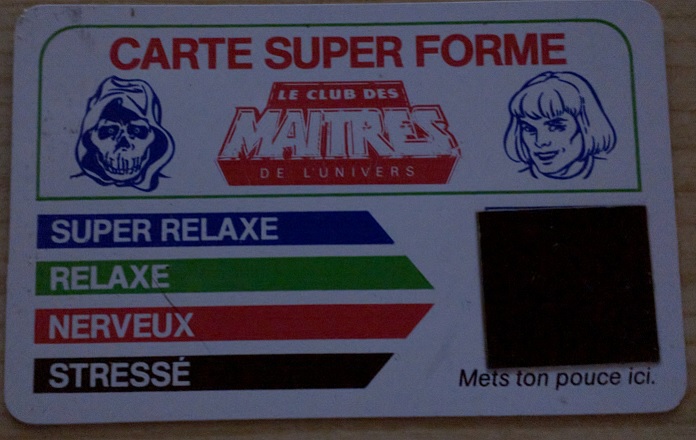 CARTE SUPER FORME
LE CLUB DES
MAITRES
DE L'UNIVERS
SUPER RELAXE
RELAXE
NERVEUX
STRESSÉ
Mets ton pouce ici.